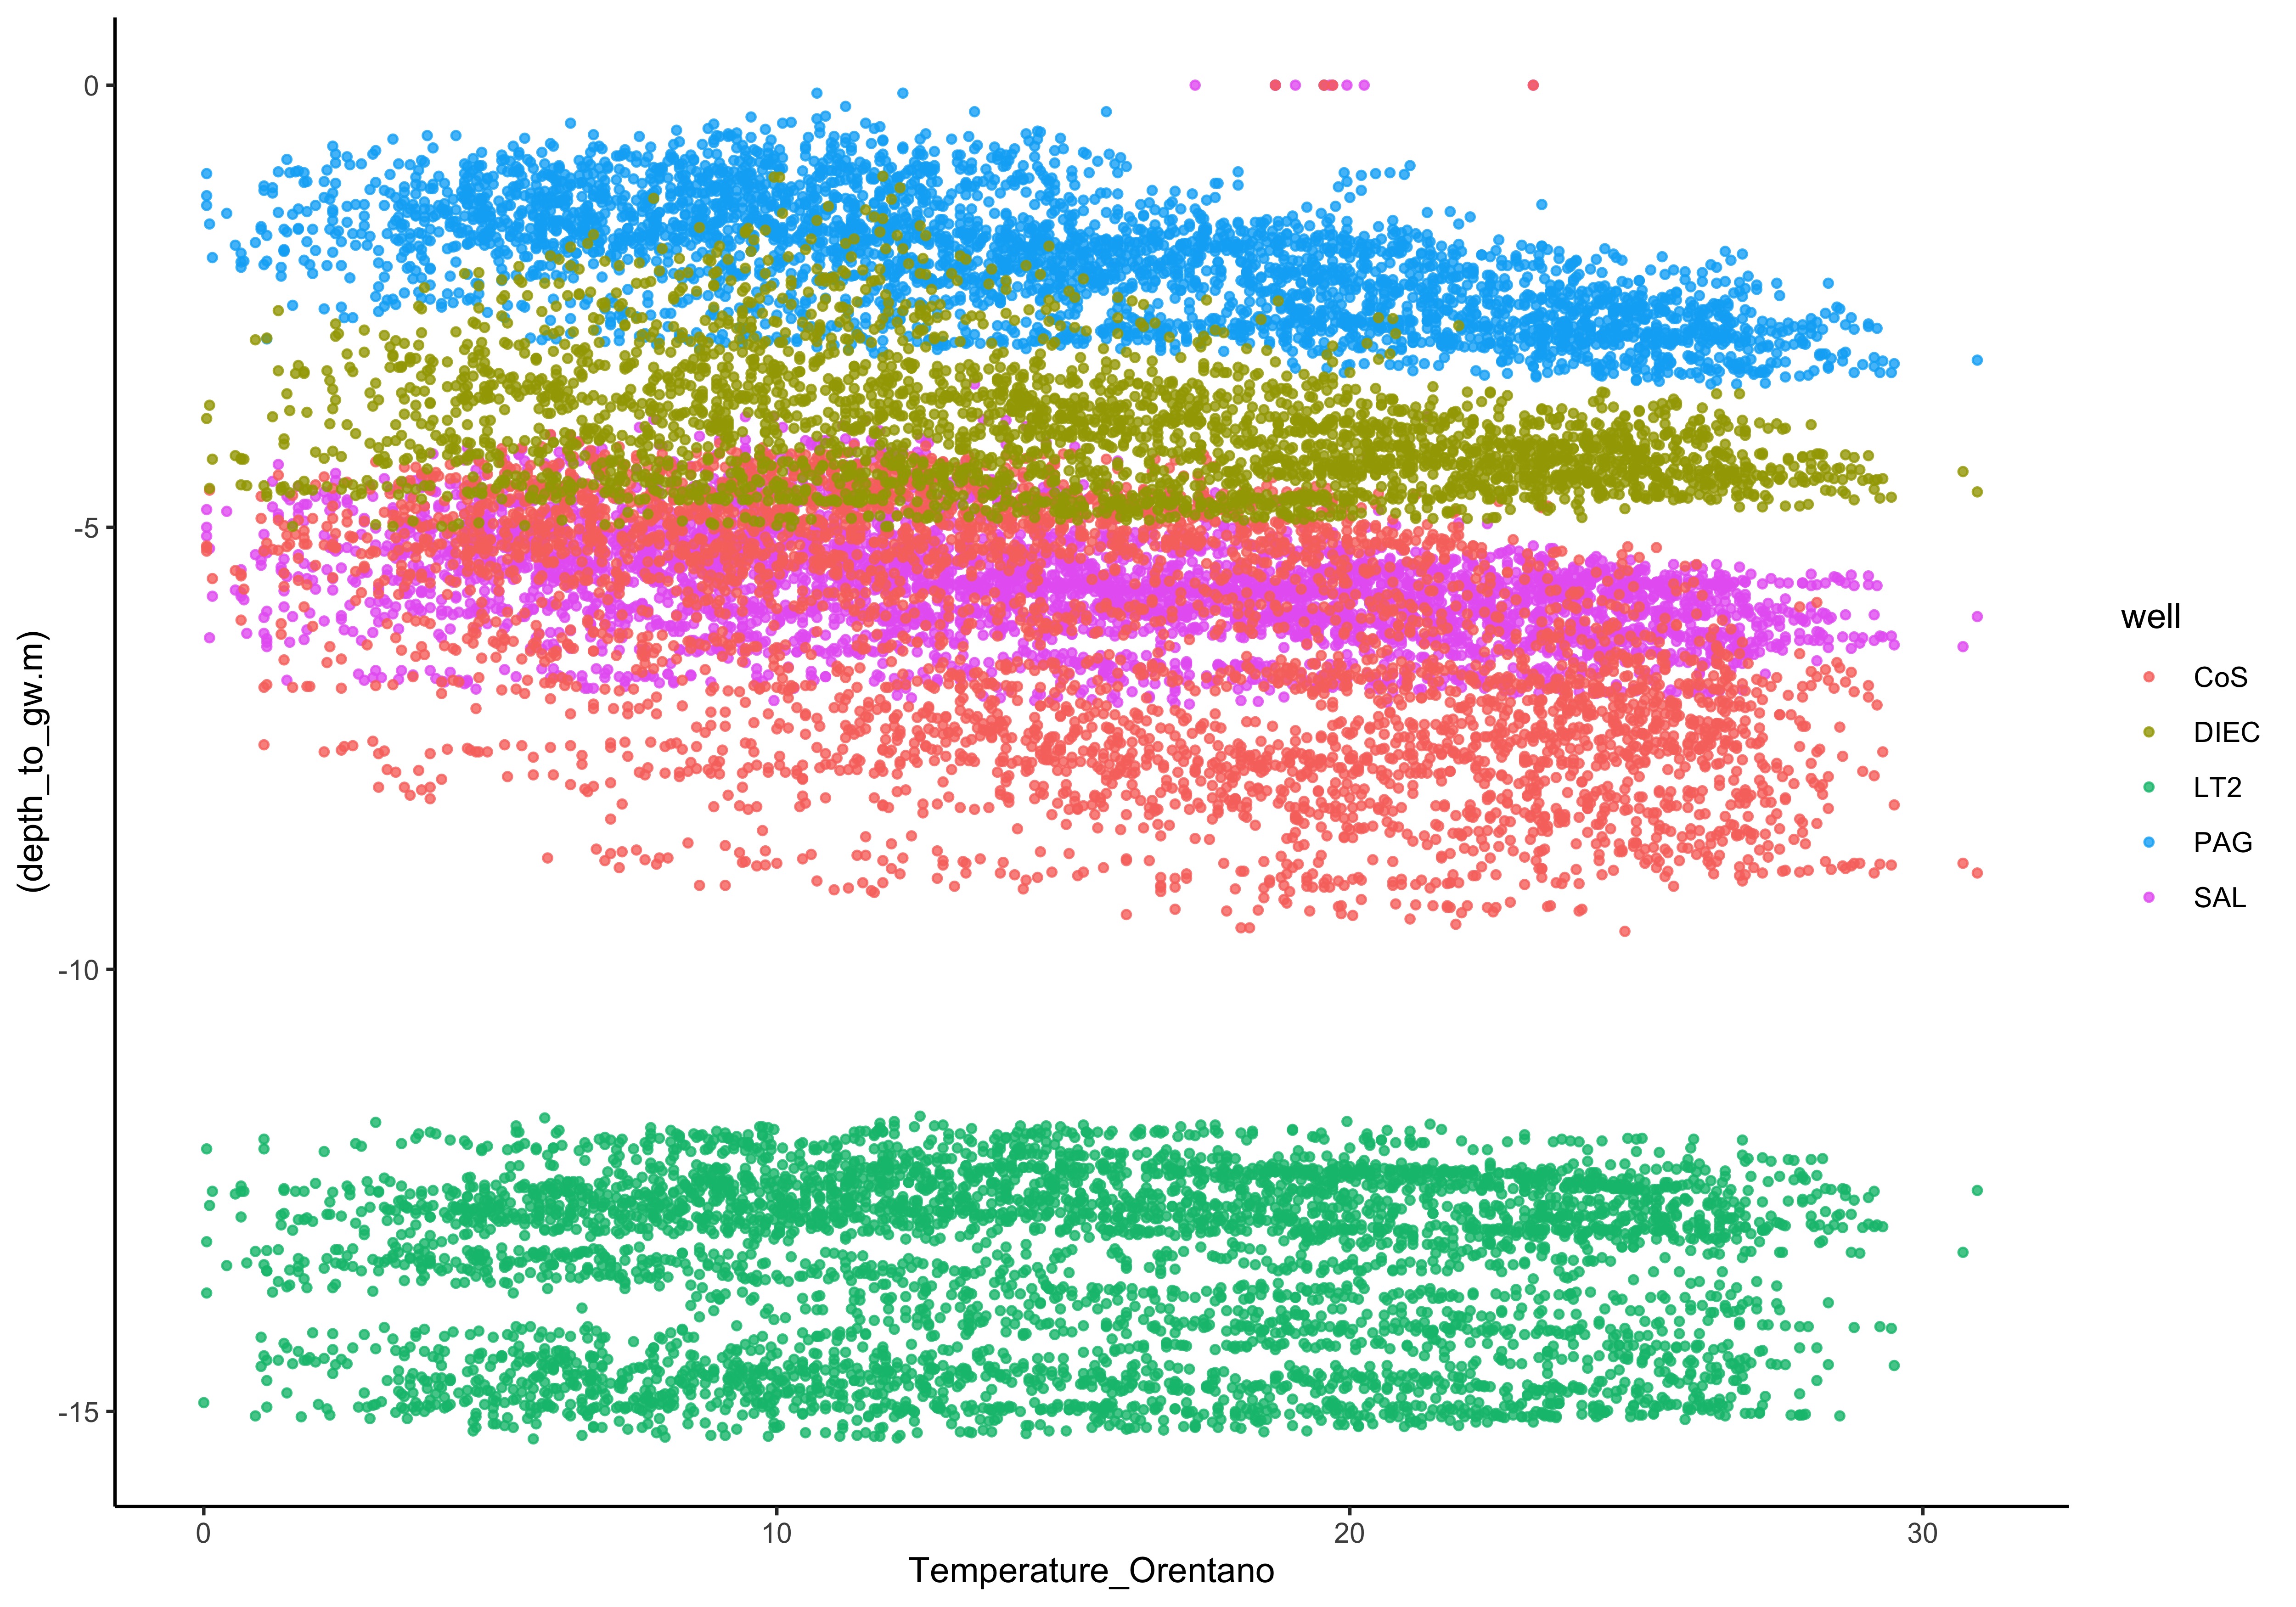 0
-5
-10
-15
(depth_to_gw.m)
0
10
20
30
Temperature_Orentano
well
CoS
DIEC
LT2
PAG
SAL